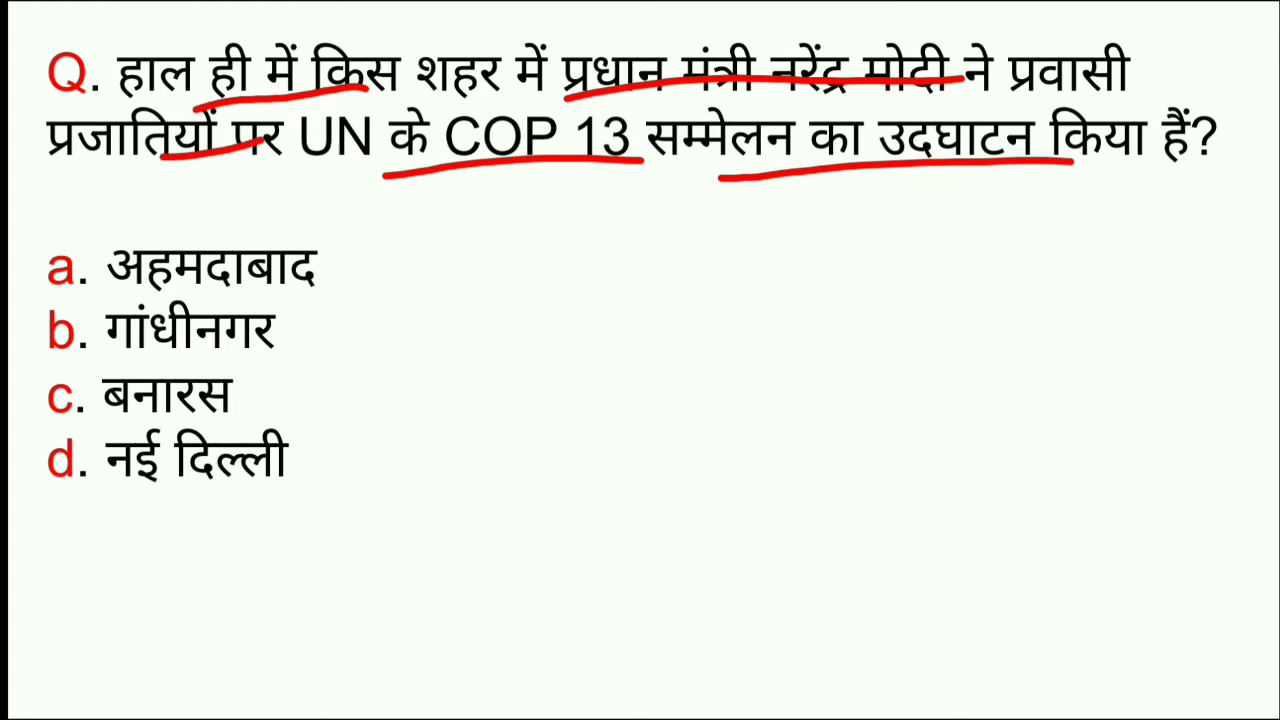 Q. हाल ही में किस शहर में प्रधान मंत्री नरेंद्र मोदी ने प्रवासी
प्रजातियों पर UN के COP 13 सम्मेलन का उदघाटन किया हैं?
a. अहमदाबाद
b. गांधीनगर
c. बनारस
d. नई दिल्ली